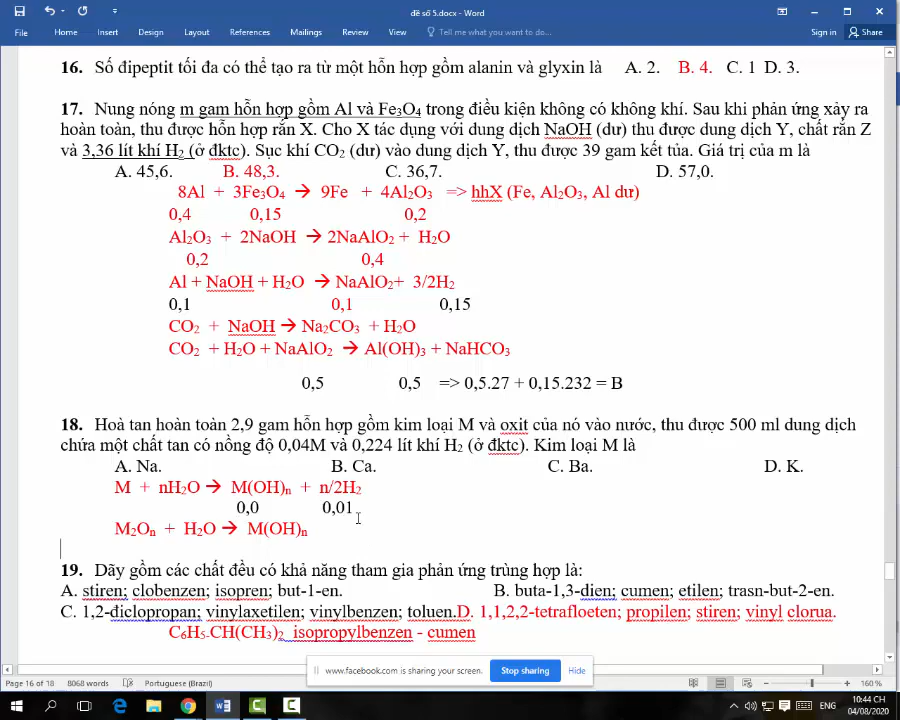 đề số 5.docx - Word
File Home Insert Design Layout References Mailings Review View Tell me what you want to do... Sign in Share
16. Số đipeptit tối đa có thể tạo ra từ một hỗn hợp gồm alanin và glyxin là A. 2. B. 4. C. 1 D. 3.
17. Nung nóng m gam hỗn hợp gồm Al và Fe₃O₄ trong điều kiện không có không khí. Sau khi phản ứng xảy ra
hoàn toàn, thu được hỗn hợp rắn X. Cho X tác dụng với dung dịch NaOH (dư) thu được dung dịch Y, chất rắn Z
và 3,36 lít khí H₂ (ở đktc). Sục khí CO₂ (dư) vào dung dịch Y, thu được 39 gam kết tủa. Giá trị của m là
A. 45,6. B. 48,3. C. 36,7. D. 57,0.
8Al + 3Fe₃O₄ → 9Fe + 4Al₂O₃ => hhX (Fe, Al₂O₃, Al dư)
0,4 0,15 0,2
Al₂O₃ + 2NaOH → 2NaAlO₂ + H₂O
0,2 0,4
Al + NaOH + H₂O → NaAlO₂+ 3/2H₂
0,1 0,1 0,15
CO₂ + NaOH → Na₂CO₃ + H₂O
CO₂ + H₂O + NaAlO₂ → Al(OH)₃ + NaHCO₃
0,5 0,5 => 0,5.27 + 0,15.232 = B
18. Hoà tan hoàn toàn 2,9 gam hỗn hợp gồm kim loại M và oxit của nó vào nước, thu được 500 ml dung dịch
chứa một chất tan có nồng độ 0,04M và 0,224 lít khí H₂ (ở đktc). Kim loại M là
A. Na. B. Ca. C. Ba. D. K.
M + nH₂O → M(OH)ₙ + n/2H₂
0,0 0,01
M₂Oₙ + H₂O → M(OH)ₙ
19. Dãy gồm các chất đều có khả năng tham gia phản ứng trùng hợp là:
A. stiren; clobenzen; isopren; but-1-en. B. buta-1,3-dien; cumen; etilen; trasn-but-2-en.
C. 1,2-điclopropan; vinylaxetilen; vinylbenzen; toluen.D. 1,1,2,2-tetrafloeten; propilen; stiren; vinyl clorua.
C₆H₅-CH(CH₃)₂ isopropylbenzen - cumen
www.facebook.com is sharing your screen. Stop sharing Hide
Page 16 of 18 8068 words Portuguese (Brazil) 160 %
ENG 10:44 CH
04/08/2020